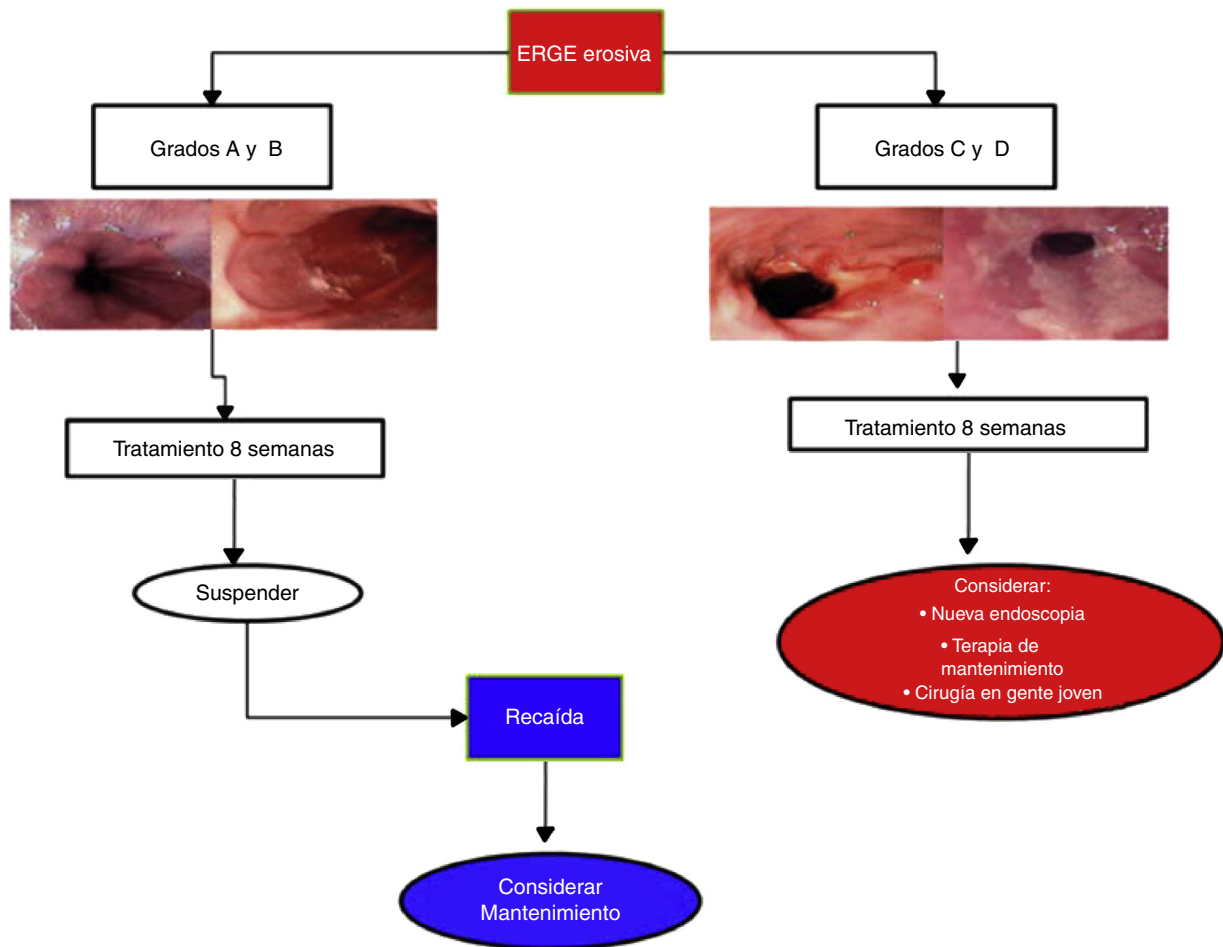 ERGE erosiva
Grados A y B
Grados C y D
Tratamiento 8 semanas
Tratamiento 8 semanas
Suspender
Considerar:
• Nueva endoscopia
• Terapia de
mantenimiento
• Cirugía en gente joven
Recaída
Considerar
Mantenimiento